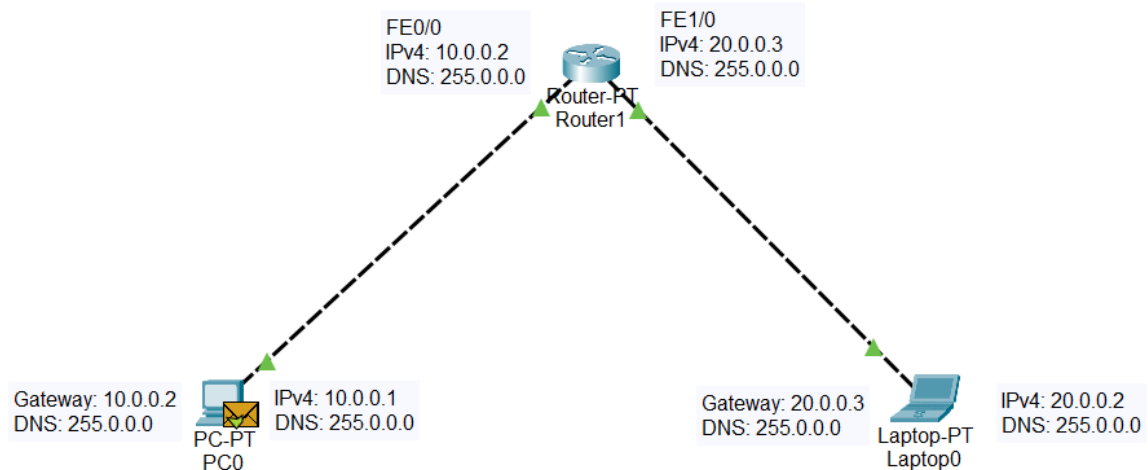 FE0/0
IPv4: 10.0.0.2
DNS: 255.0.0.0
FE1/0
IPv4: 20.0.0.3
DNS: 255.0.0.0
Router-PT
Router1
Gateway: 10.0.0.2
DNS: 255.0.0.0
IPv4: 10.0.0.1
DNS: 255.0.0.0
PC-PT
PC0
Gateway: 20.0.0.3
DNS: 255.0.0.0
IPv4: 20.0.0.2
DNS: 255.0.0.0
Laptop-PT
Laptop0